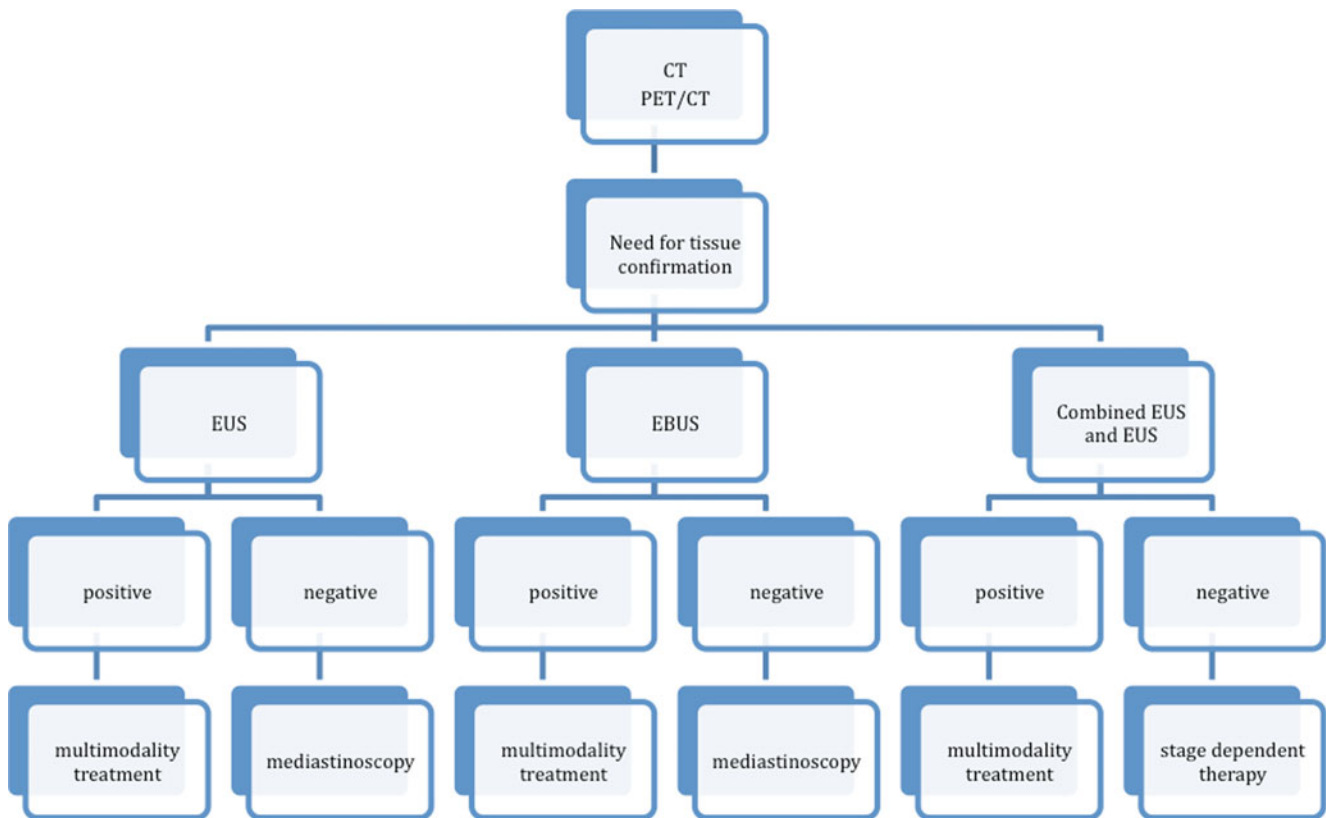 CT
PET/CT
Need for tissue
confirmation
EUS
EBUS
Combined EUS
and EUS
positive
negative
positive
negative
positive
negative
multimodality
treatment
mediastinoscopy
multimodality
treatment
mediastinoscopy
multimodality
treatment
stage dependent
therapy